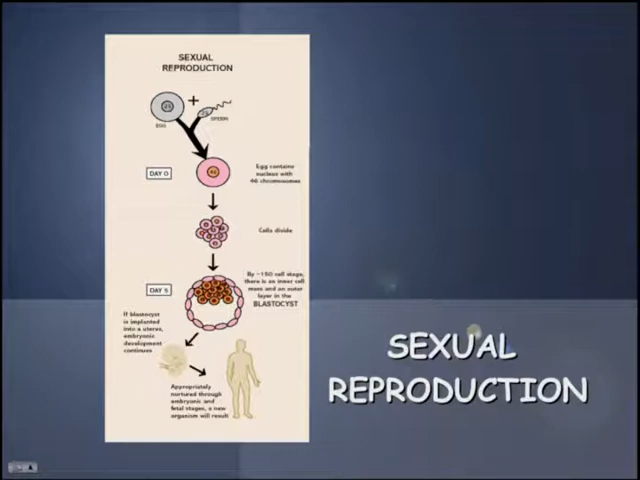 SEXUAL
REPRODUCTION
+
EGG
SPERM
DAY 0
Egg contains
nucleus with
46 chromosomes
46
Cells divide
By ~150 cell stage,
there is an inner cell
mass and an outer
layer in the
BLASTOCYST
DAY 5
If blastocyst
is implanted
into a uterus,
embryonic
development
continues
Appropriately
nurtured through
embryonic and
fetal stages, a new
organism will result
SEXUAL
REPRODUCTION